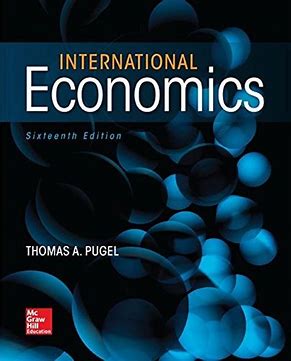 INTERNATIONAL
Economics
Sixteenth Edition
THOMAS A. PUGEL
Mc
Graw
Hill
Education